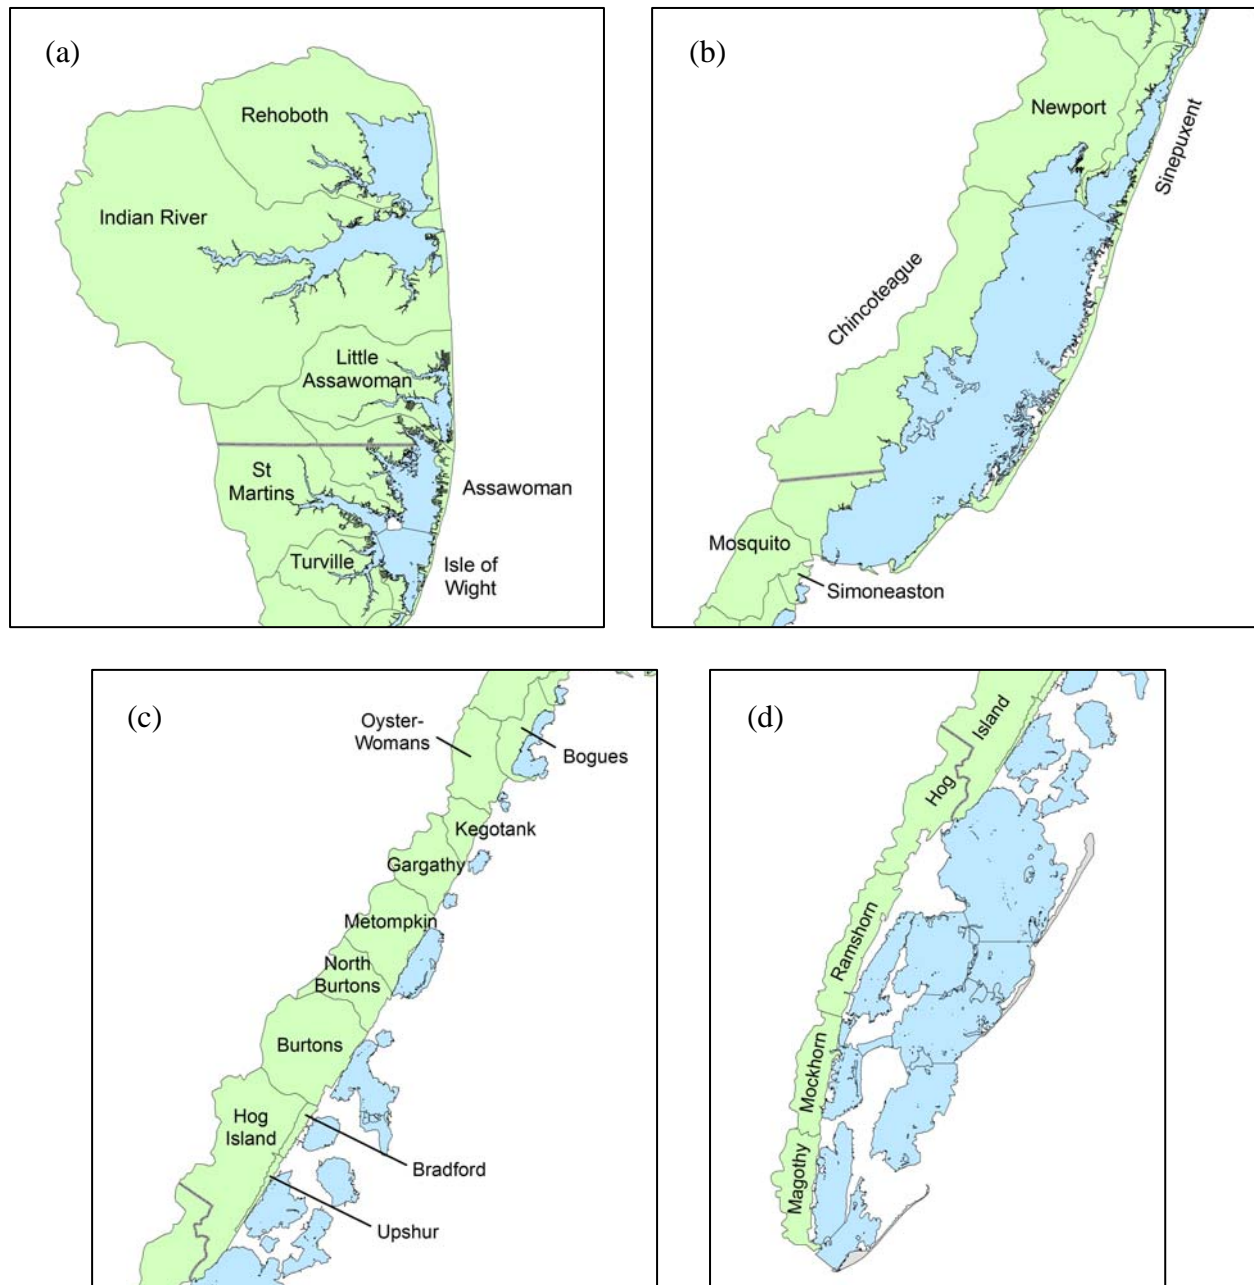 (a)
Rehoboth
Indian River
Little
Assawoman
St
Martins
Assawoman
Turville
Isle of
Wight
(b)
Newport
Sinepuxent
Chincoteague
Mosquito
Simoneaston
(c)
Oyster-
Womans
Bogues
Kegotank
Gargathy
Metompkin
North
Burtons
Burtons
Hog
Island
Bradford
Upshur
(d)
Island
Hog
Ramshorn
Mockhorn
Magothy